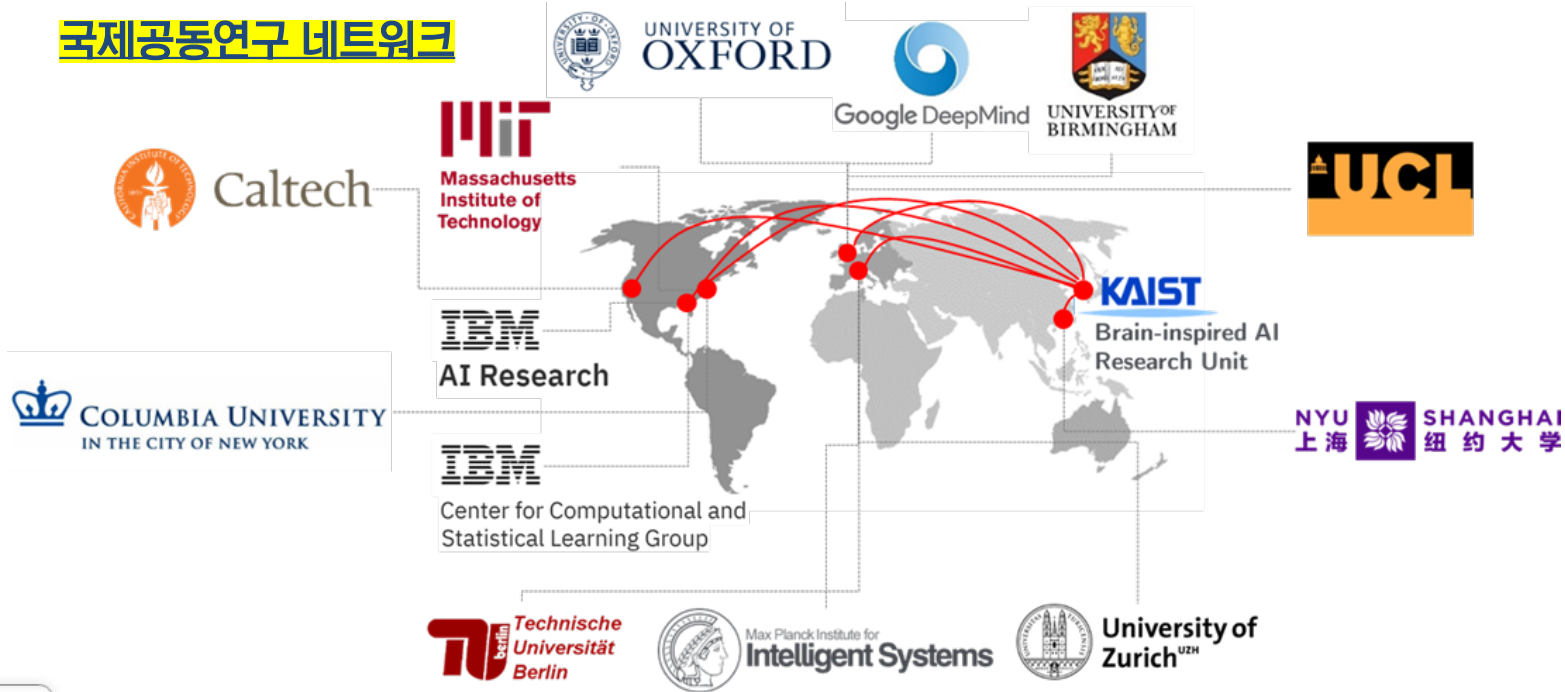 국제공동연구 네트워크
UNIVERSITY OF
OXFORD
Google DeepMind
UNIVERSITY OF
BIRMINGHAM
MIT
Massachusetts
Institute of
Technology
Caltech
UCL
KAIST
Brain-inspired AI
Research Unit
IBM
AI Research
COLUMBIA UNIVERSITY
IN THE CITY OF NEW YORK
NYU SHANGHAI
上海 纽约大学
IBM
Center for Computational and
Statistical Learning Group
berlin
Technische
Universität
Berlin
Max Planck Institute for
Intelligent Systems
University of
Zurich UZH